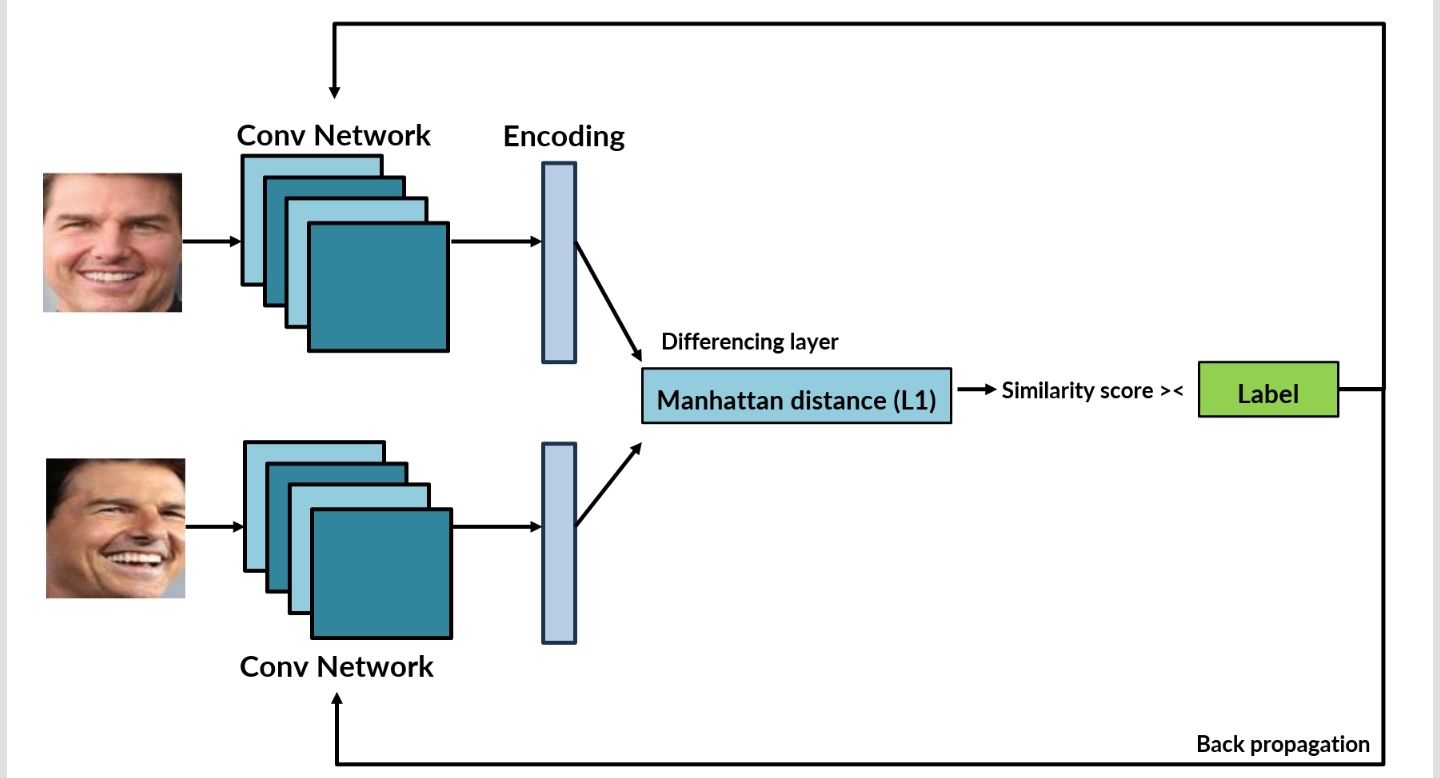 Conv Network
Encoding
Differencing layer
Manhattan distance (L1)
Similarity score ><
Label
Conv Network
Back propagation